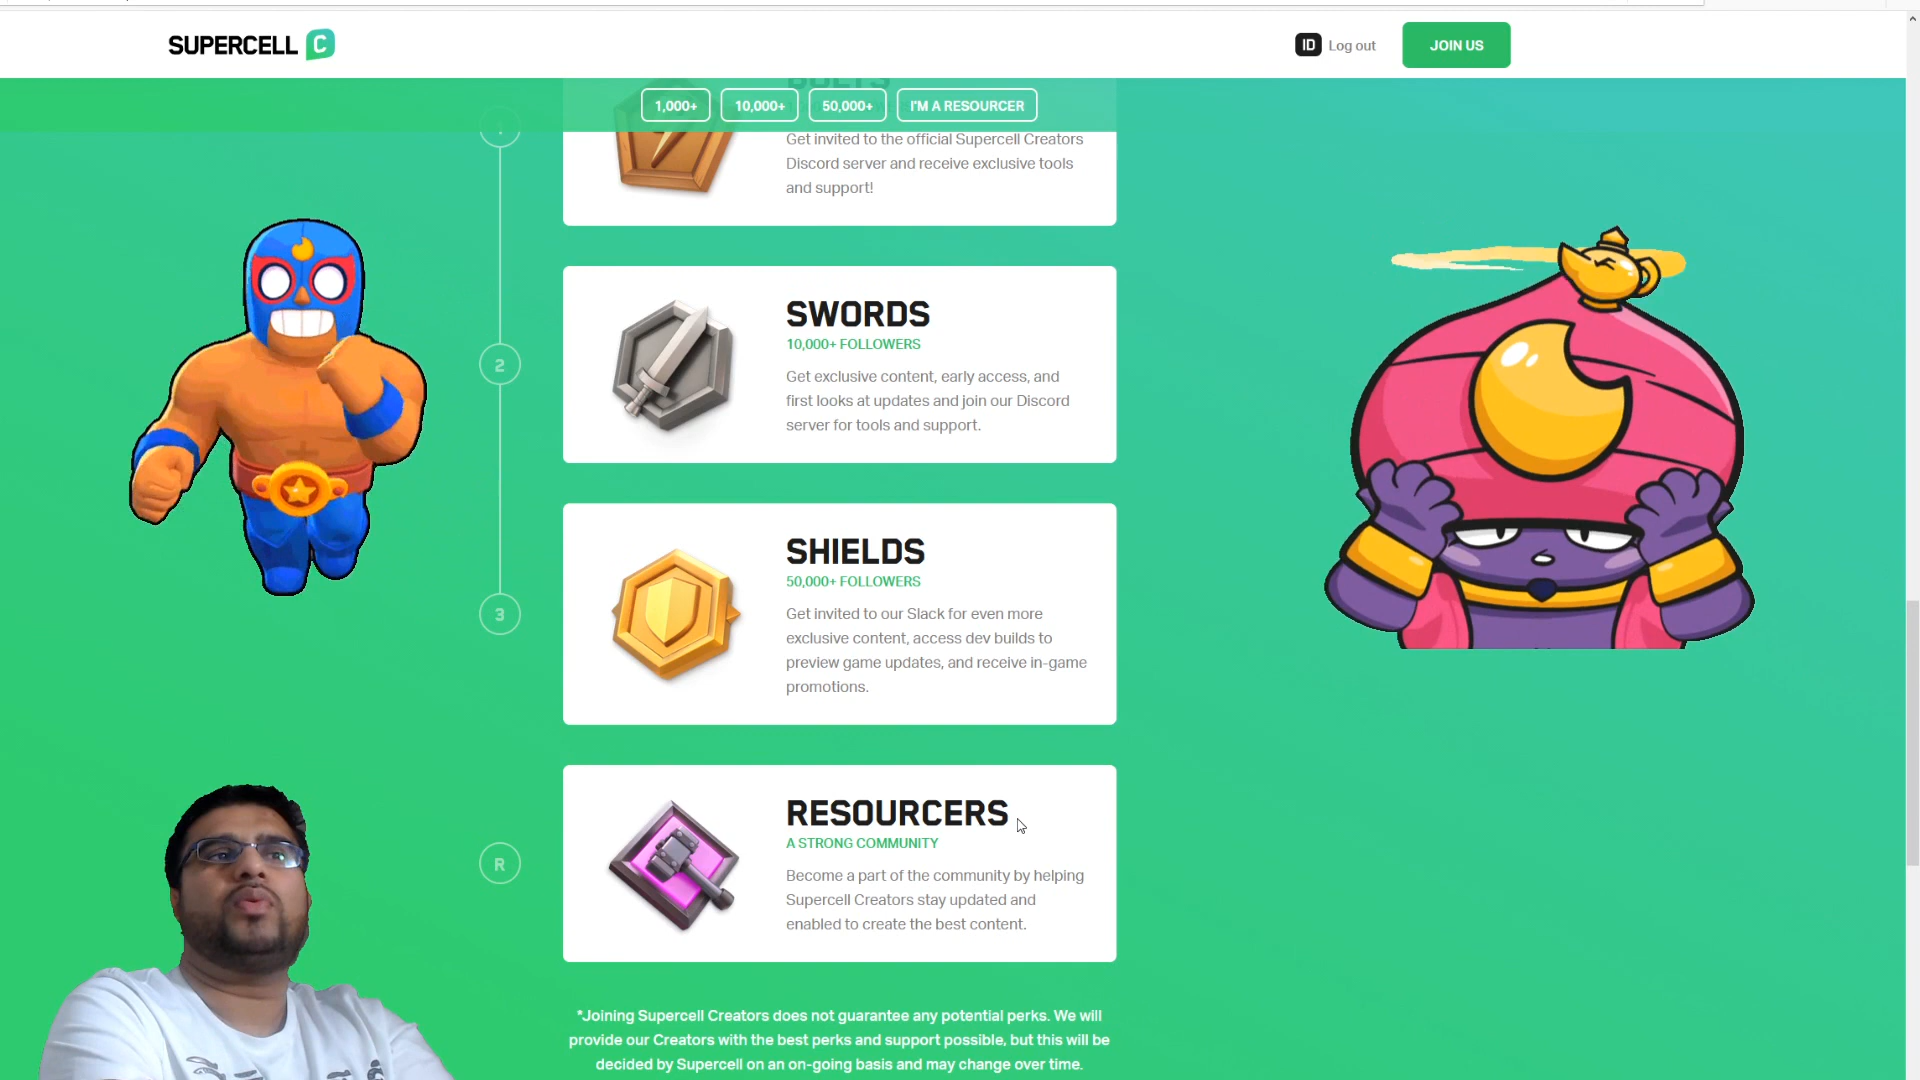 SUPERCELL C
ID Log out
JOIN US
BOLTS
1,000+ 10,000+ 50,000+ I'M A RESOURCER
1
Get invited to the official Supercell Creators
Discord server and receive exclusive tools
and support!
2
SWORDS
10,000+ FOLLOWERS
Get exclusive content, early access, and
first looks at updates and join our Discord
server for tools and support.
3
SHIELDS
50,000+ FOLLOWERS
Get invited to our Slack for even more
exclusive content, access dev builds to
preview game updates, and receive in-game
promotions.
R
RESOURCERS
A STRONG COMMUNITY
Become a part of the community by helping
Supercell Creators stay updated and
enabled to create the best content.
*Joining Supercell Creators does not guarantee any potential perks. We will
provide our Creators with the best perks and support possible, but this will be
decided by Supercell on an on-going basis and may change over time.